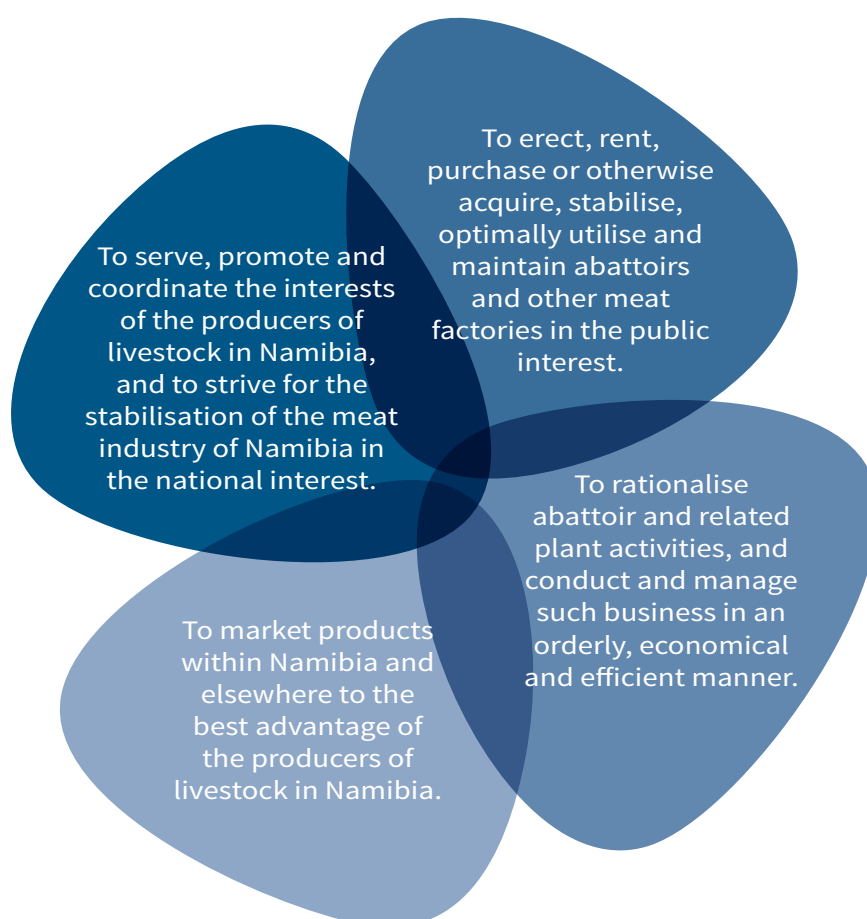 To serve, promote and
coordinate the interests
of the producers of
livestock in Namibia,
and to strive for the
stabilisation of the meat
industry of Namibia in
the national interest.
To erect, rent,
purchase or otherwise
acquire, stabilise,
optimally utilise and
maintain abattoirs
and other meat
factories in the public
interest.
To rationalise
abattoir and related
plant activities, and
conduct and manage
such business in an
orderly, economical
and efficient manner.
To market products
within Namibia and
elsewhere to the
best advantage of
the producers of
livestock in Namibia.